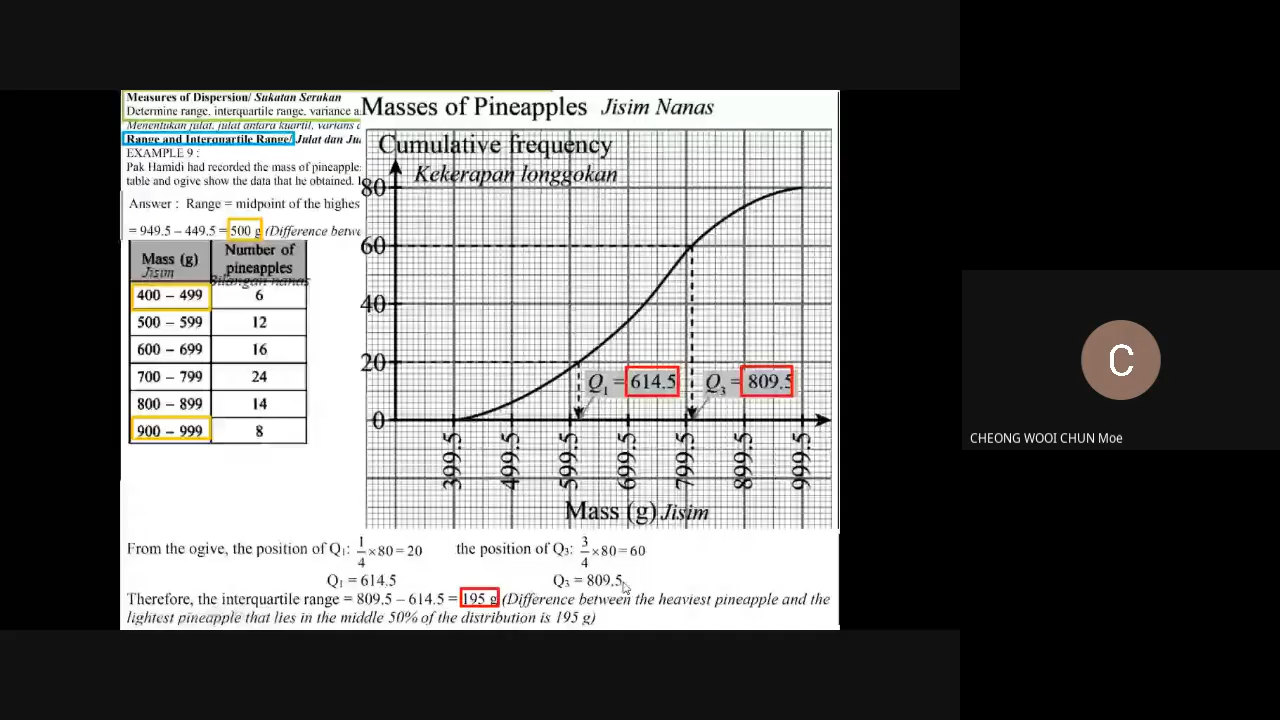 Measures of Dispersion/ Sukatan Serakan
Determine range, interquartile range, variance a
Menentukan julat, julat antara kuartil, varians
Range and Interquartile Range/ Julat dan Ju
EXAMPLE 9 :
Pak Hamidi had recorded the mass of pineapple
table and ogive show the data that he obtained.
Answer : Range = midpoint of the highes
= 949.5 – 449.5 = 500 g (Difference betw
Mass (g) Number of pineapples
Jisim Bilangan nanas
400 – 499 6
500 – 599 12
600 – 699 16
700 – 799 24
800 – 899 14
900 – 999 8
Masses of Pineapples Jisim Nanas
Cumulative frequency
Kekerapan longgokan
80
60
40
20
0
Q1 = 614.5
Q3 = 809.5
399.5
499.5
599.5
699.5
799.5
899.5
999.5
Mass (g) Jisim
From the ogive, the position of Q1: 1/4 ×80 = 20 the position of Q3: 3/4 ×80 = 60
Q1 = 614.5 Q3 = 809.5
Therefore, the interquartile range = 809.5 – 614.5 = 195 g (Difference between the heaviest pineapple and the
lightest pineapple that lies in the middle 50% of the distribution is 195 g)
C
CHEONG WOOI CHUN Moe